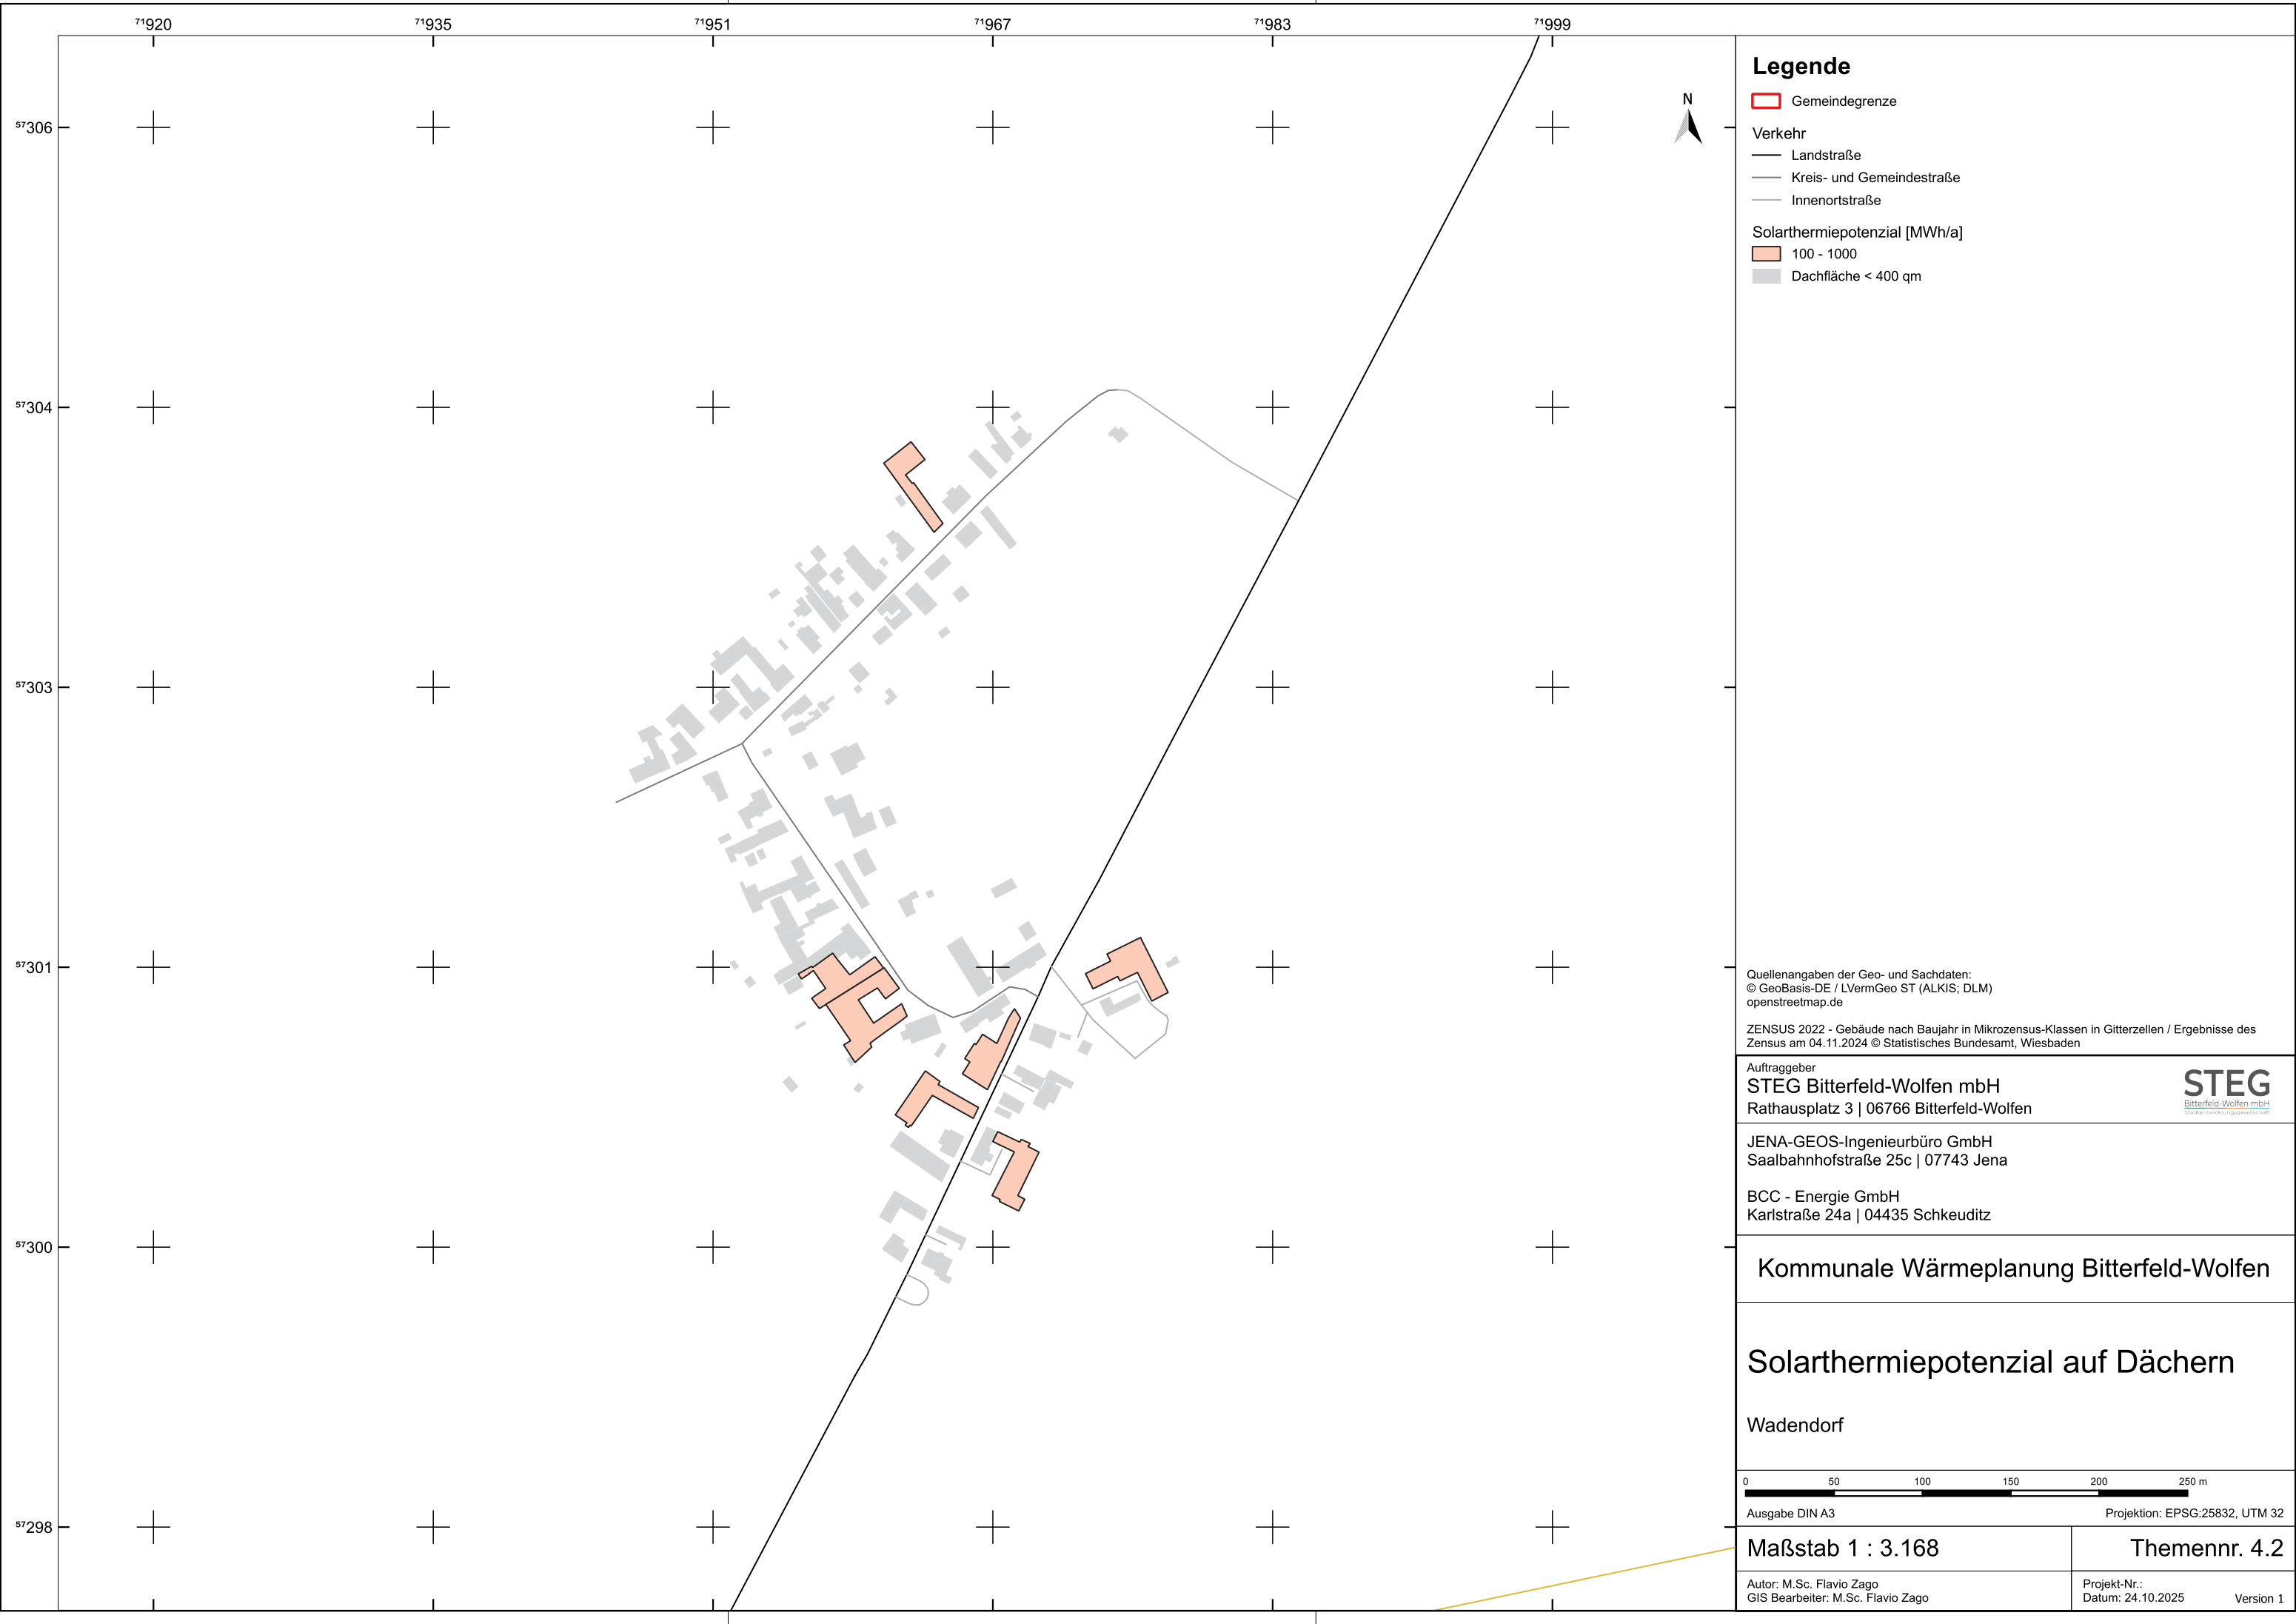 ⁷¹920 ⁷¹935 ⁷¹951 ⁷¹967 ⁷¹983 ⁷¹999
⁵⁷306
⁵⁷304
⁵⁷303
⁵⁷301
⁵⁷300
⁵⁷298
N
Legende
Gemeindegrenze
Verkehr
Landstraße
Kreis- und Gemeindestraße
Innenortstraße
Solarthermiepotenzial [MWh/a]
100 - 1000
Dachfläche < 400 qm
Quellenangaben der Geo- und Sachdaten:
© GeoBasis-DE / LVermGeo ST (ALKIS; DLM)
openstreetmap.de
ZENSUS 2022 - Gebäude nach Baujahr in Mikrozensus-Klassen in Gitterzellen / Ergebnisse des
Zensus am 04.11.2024 © Statistisches Bundesamt, Wiesbaden
Auftraggeber
STEG Bitterfeld-Wolfen mbH
Rathausplatz 3 | 06766 Bitterfeld-Wolfen
STEG
Bitterfeld-Wolfen mbH
Stadtentwicklungsgesellschaft
JENA-GEOS-Ingenieurbüro GmbH
Saalbahnhofstraße 25c | 07743 Jena
BCC - Energie GmbH
Karlstraße 24a | 04435 Schkeuditz
Kommunale Wärmeplanung Bitterfeld-Wolfen
Solarthermiepotenzial auf Dächern
Wadendorf
0 50 100 150 200 250 m
Ausgabe DIN A3 Projektion: EPSG:25832, UTM 32
Maßstab 1 : 3.168 Themennr. 4.2
Autor: M.Sc. Flavio Zago
GIS Bearbeiter: M.Sc. Flavio Zago
Projekt-Nr.:
Datum: 24.10.2025 Version 1